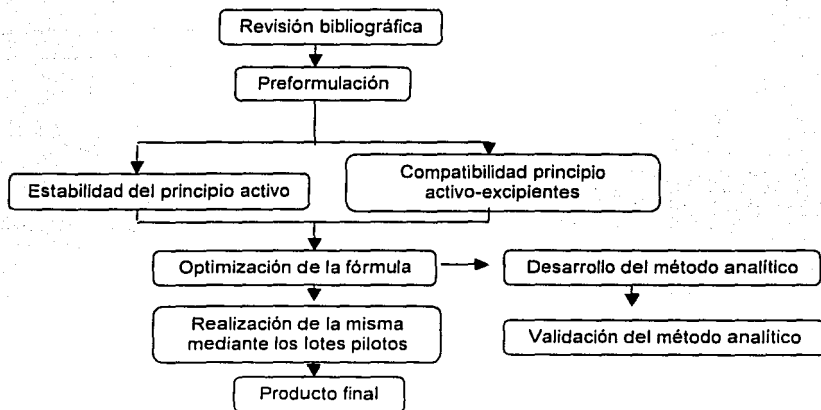 Revisión bibliográfica
Preformulación
Estabilidad del principio activo
Compatibilidad principio
activo-excipientes
Optimización de la fórmula
Desarrollo del método analítico
Realización de la misma
mediante los lotes pilotos
Validación del método analítico
Producto final